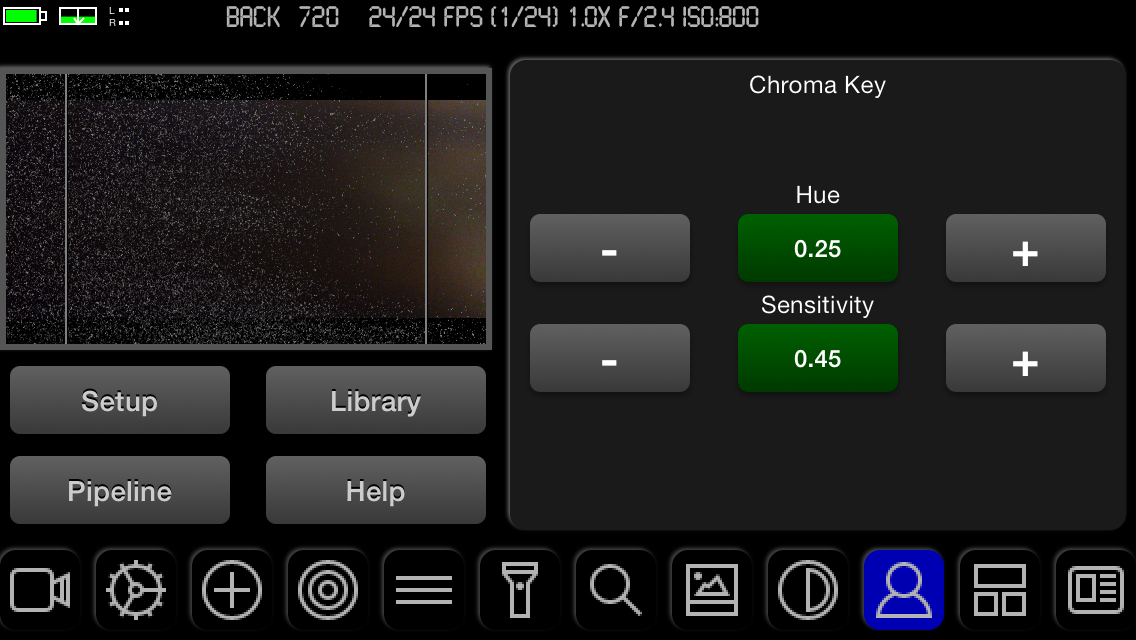 L
R
BACK 720 24/24 FPS (1/24) 1.0X F/2.4 ISO:800
Chroma Key
Hue
- 0.25 +
Sensitivity
- 0.45 +
Setup Library
Pipeline Help